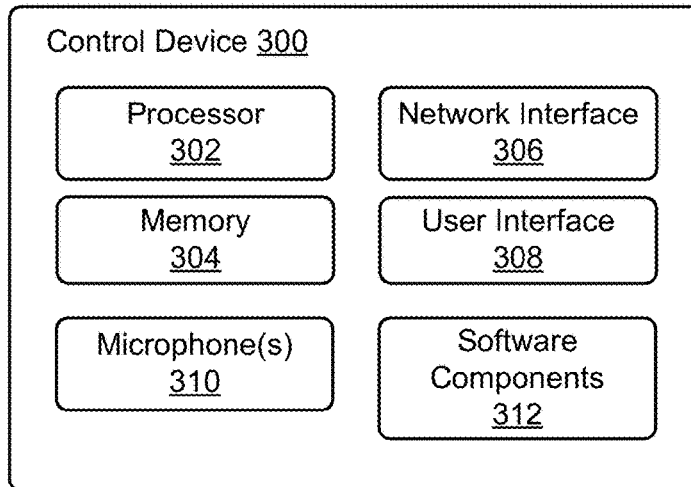 Control Device 300
Processor
302
Network Interface
306
Memory
304
User Interface
308
Microphone(s)
310
Software
Components
312